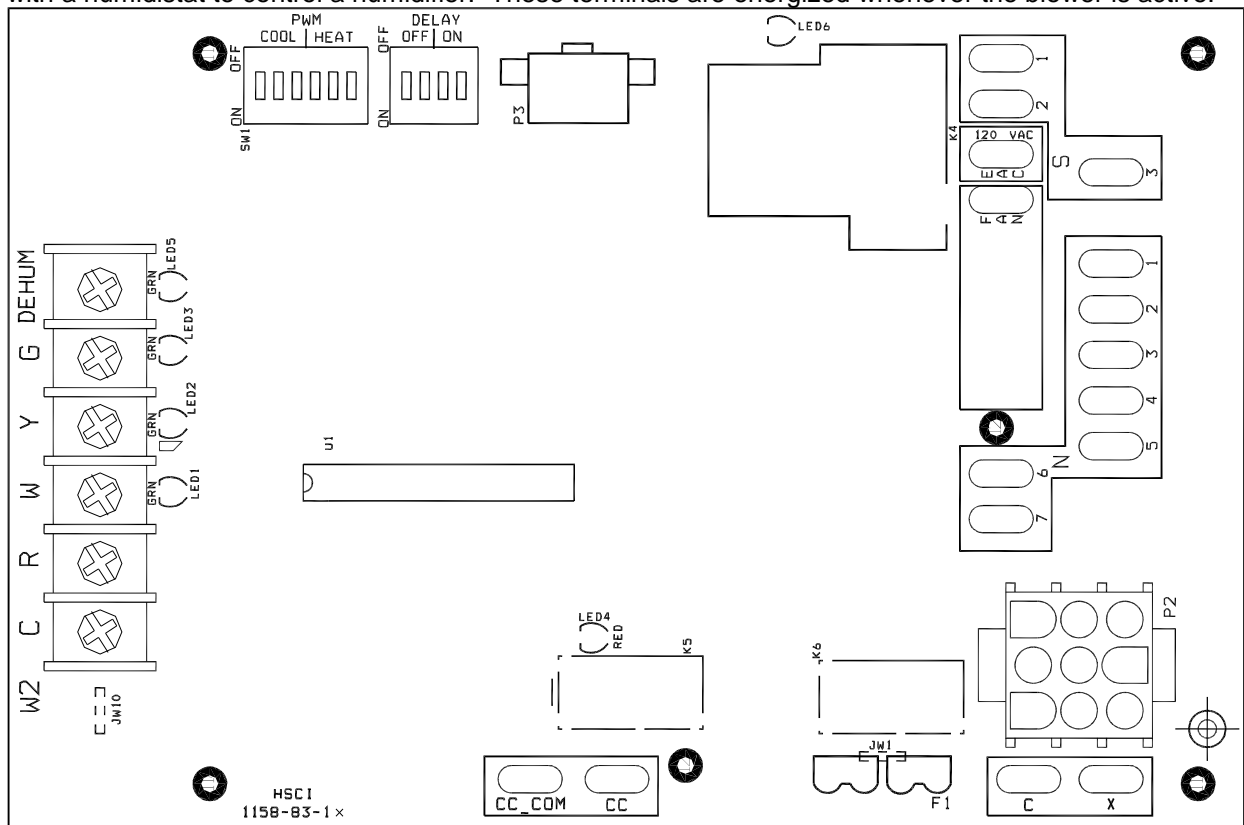 with a humidistat to control a humidifier. These terminals are energized whenever the blower is active.
PWM
COOL HEAT
OFF
ON
SW1
DELAY
OFF ON
OFF
ON
P3
LED6
K4
1
2
120 VAC
EAC
S
3
FAN
1
2
3
4
5
N
6
7
DEHUM
GRN
LED5
G
GRN
LED3
Y
GRN
LED2
W
GRN
LED1
R
C
W2
JW10
U1
LED4
RED
K5
K6
P2
JW1
F1
HSCI
1158-83-1x
CC_COM CC
C X